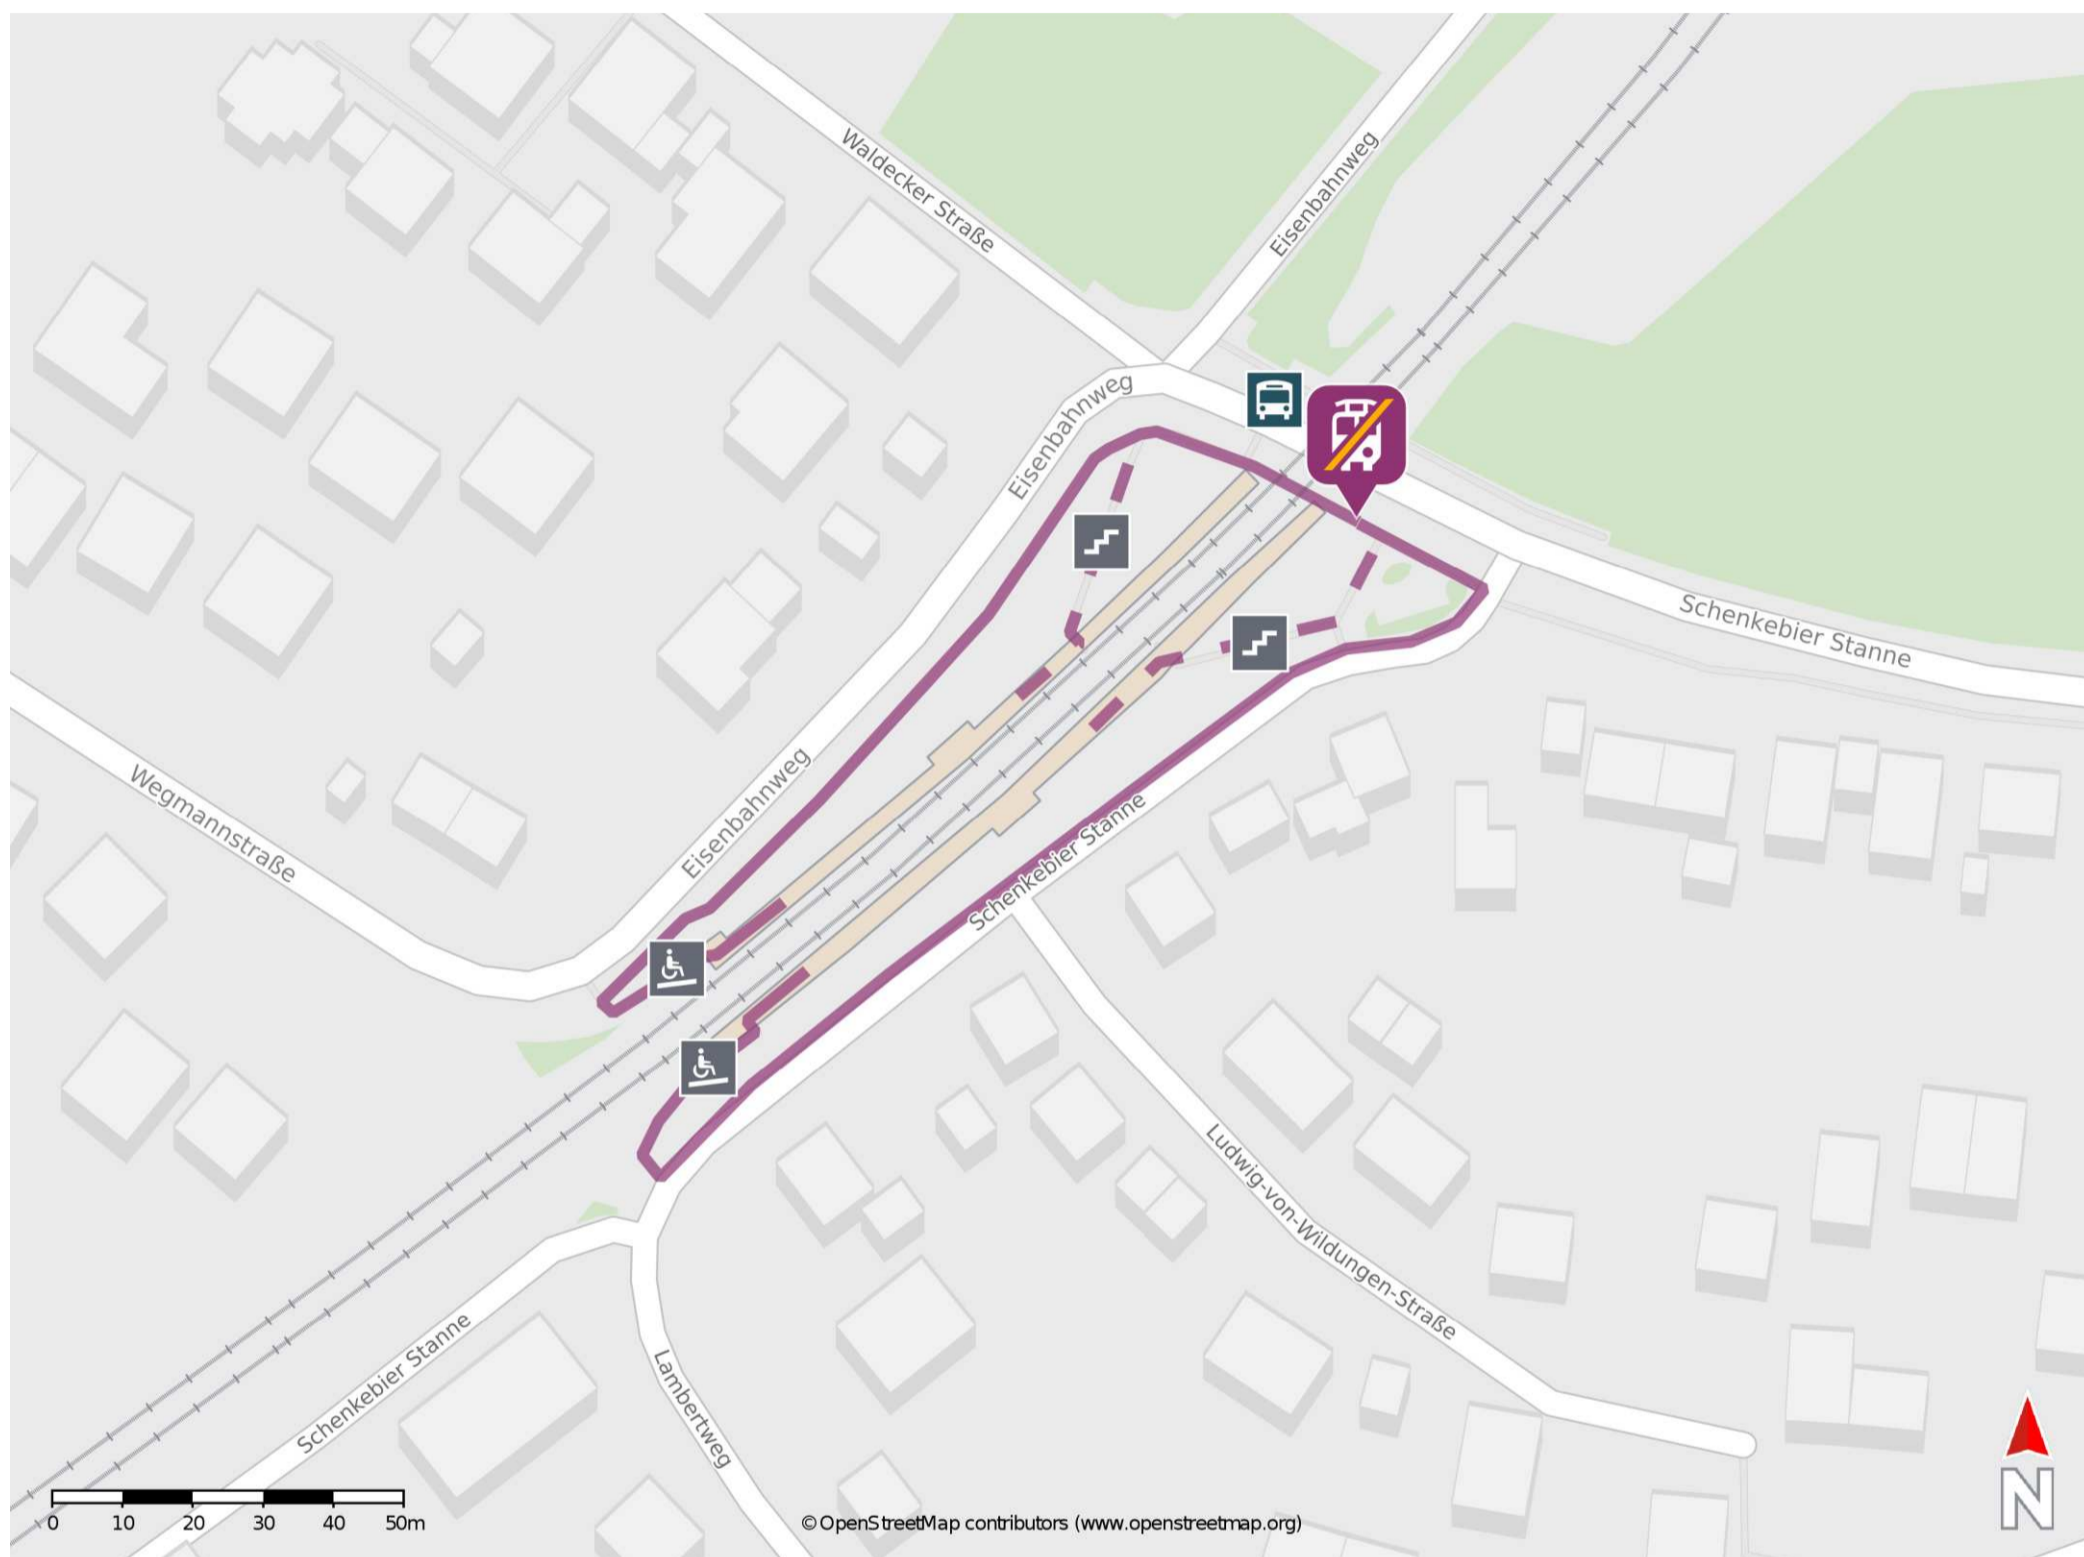 Waldecker Straße
Eisenbahnweg
Eisenbahnweg
Schenkebier Stanne
Wegmannstraße
Eisenbahnweg
Schenkebier Stanne
Ludwig-von-Wildungen-Straße
Schenkebier Stanne
Lambertweg
0 10 20 30 40 50m
© OpenStreetMap contributors (www.openstreetmap.org)
N